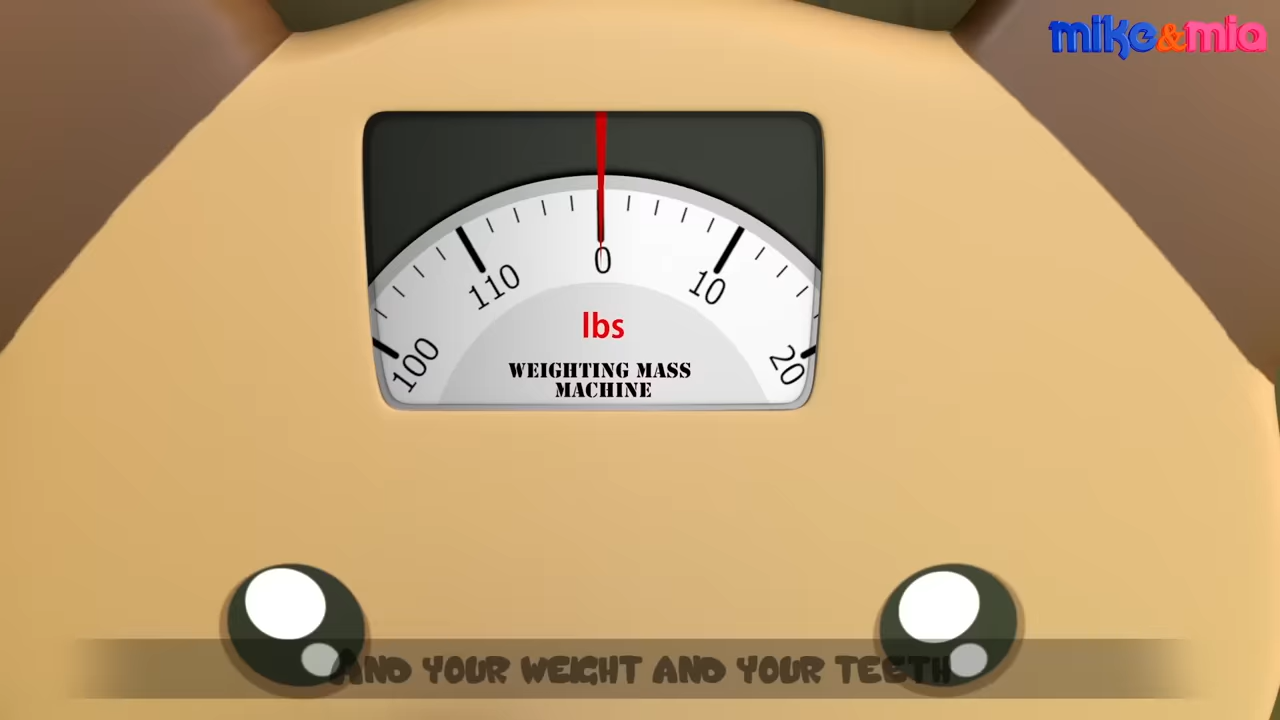 mike&mia
110 0 10
100 20
lbs
WEIGHTING MASS
MACHINE
AND YOUR WEIGHT AND YOUR TEETH